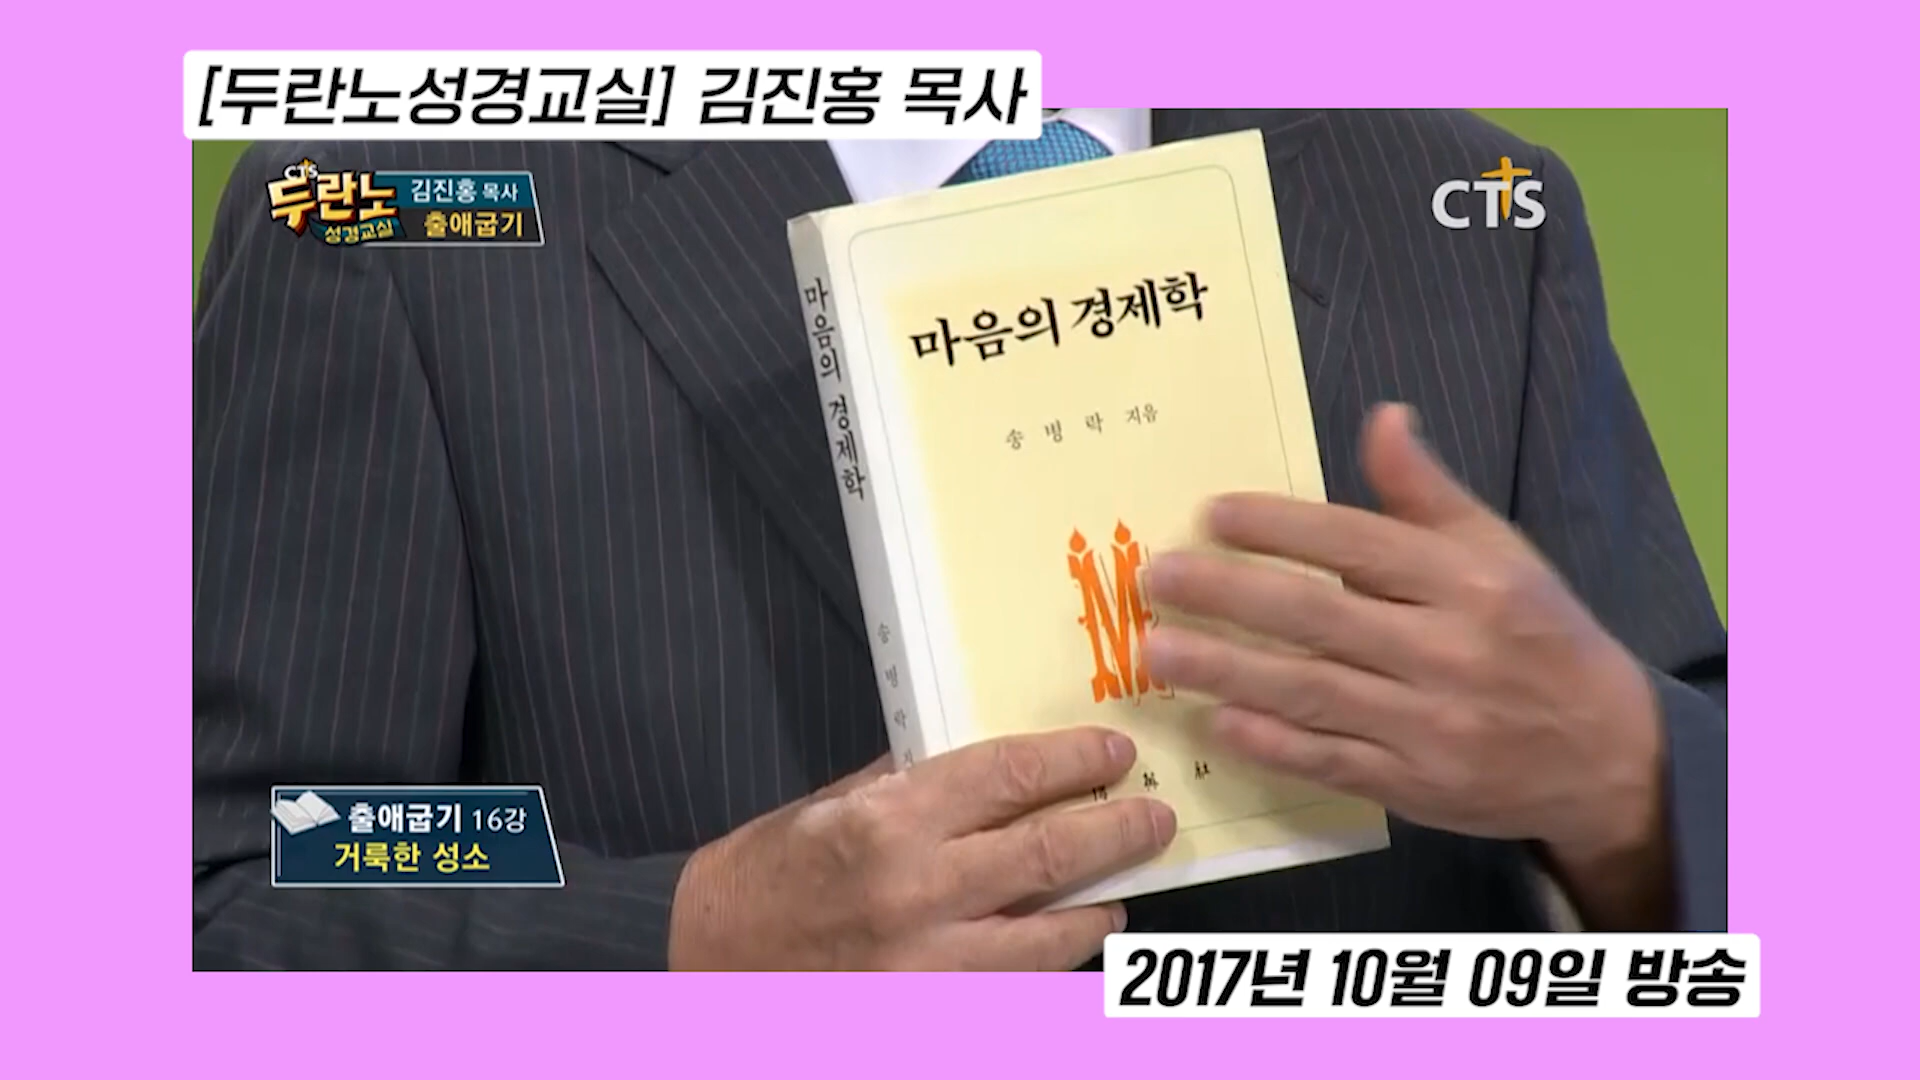 [두란노성경교실] 김진홍 목사
CTS
두란노
성경교실
김진홍 목사
출애굽기
CTS
마음의 경제학
송병락 지음
마음의 경제학
송병락
출애굽기 16강
거룩한 성소
2017년 10월 09일 방송